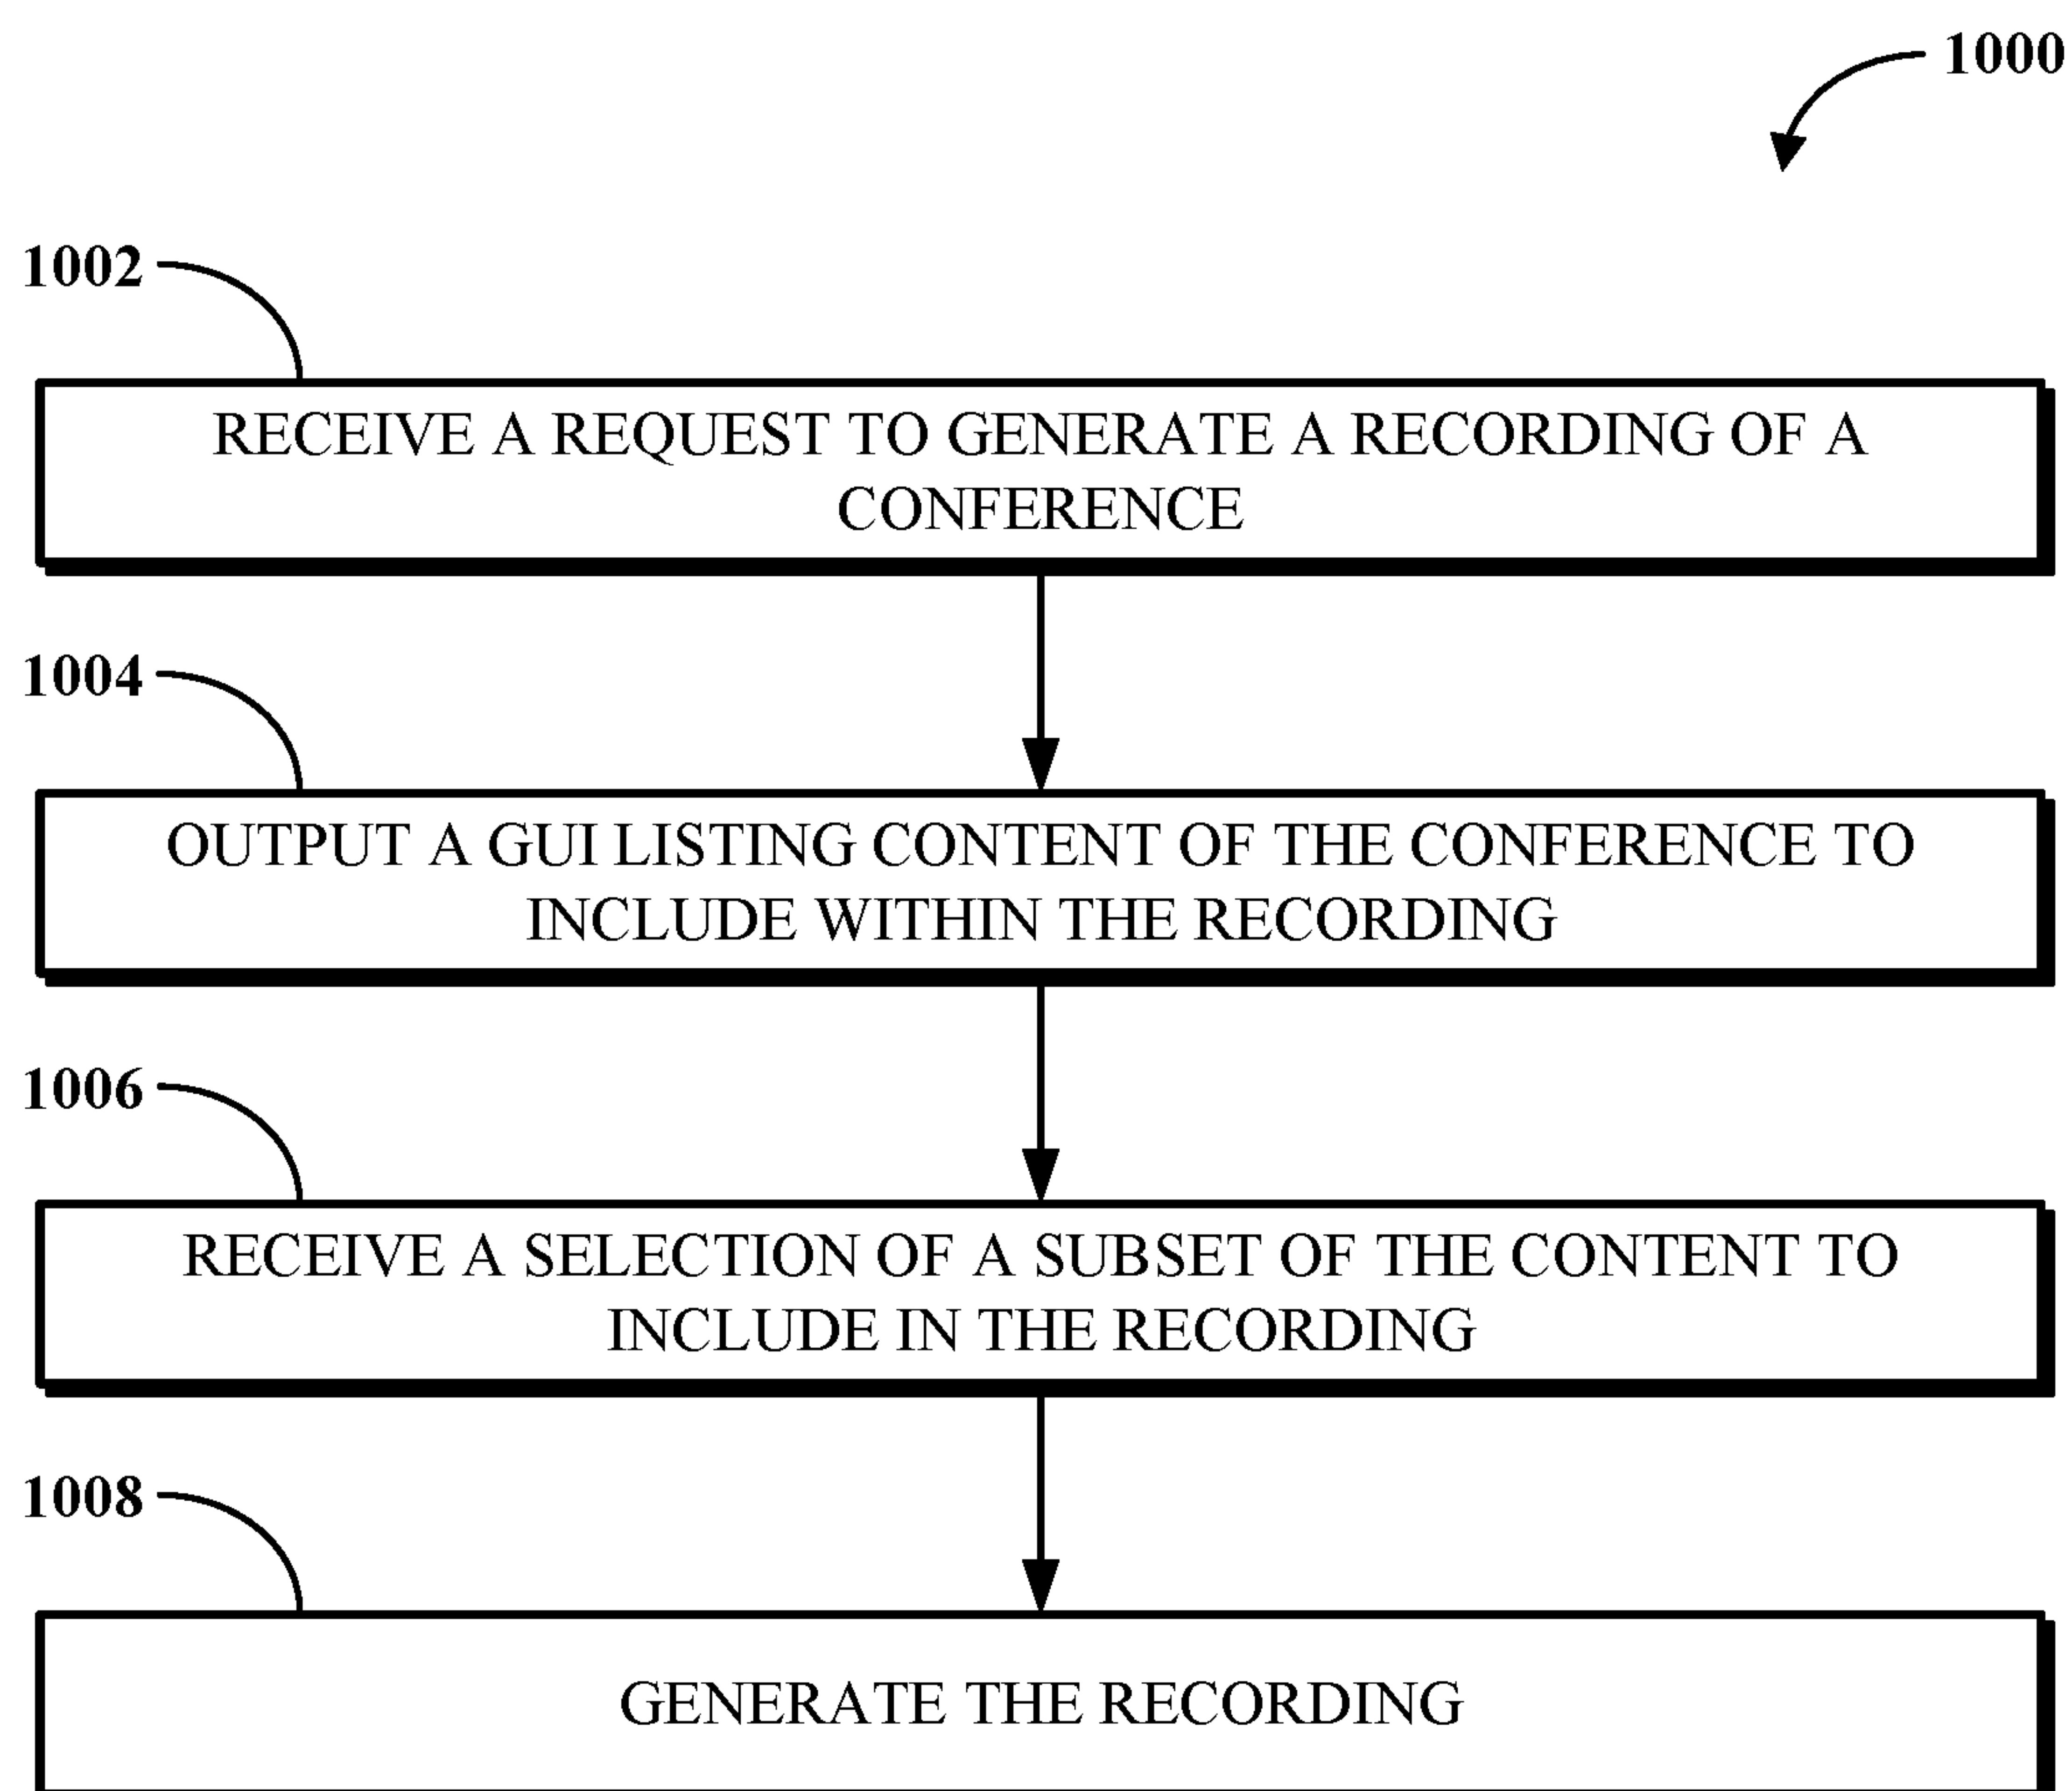 1000
1002
RECEIVE A REQUEST TO GENERATE A RECORDING OF A
CONFERENCE
1004
OUTPUT A GUI LISTING CONTENT OF THE CONFERENCE TO
INCLUDE WITHIN THE RECORDING
1006
RECEIVE A SELECTION OF A SUBSET OF THE CONTENT TO
INCLUDE IN THE RECORDING
1008
GENERATE THE RECORDING